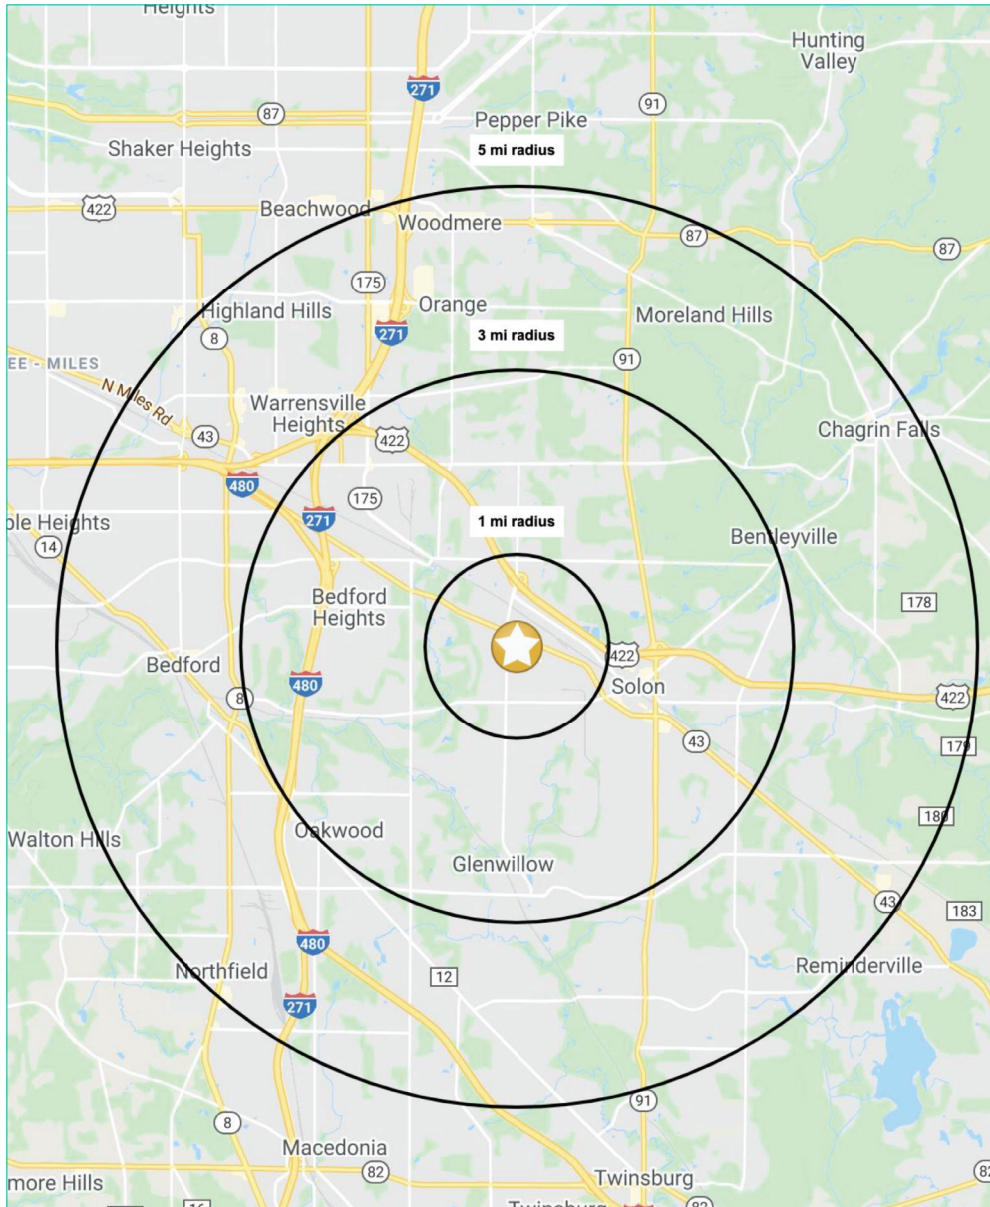 Heights
Hunting
Valley
271
91
87
Pepper Pike
Shaker Heights
5 mi radius
422
Beachwood
Woodmere
87
87
175
Orange
Highland Hills
Moreland Hills
271
3 mi radius
8
91
EE - MILES
N Miles Rd
Warrensville
Heights
43
422
Chagrin Falls
480
175
271
1 mi radius
ple Heights
14
Bentleyville
Bedford
Heights
178
Bedford
422
480
Solon
8
422
43
179
180
Oakwood
Walton Hills
Glenwillow
43
183
480
Northfield
12
Reminderville
271
91
8
Macedonia
82
82
more Hills
Twinsburg
16
Twinsburg
82